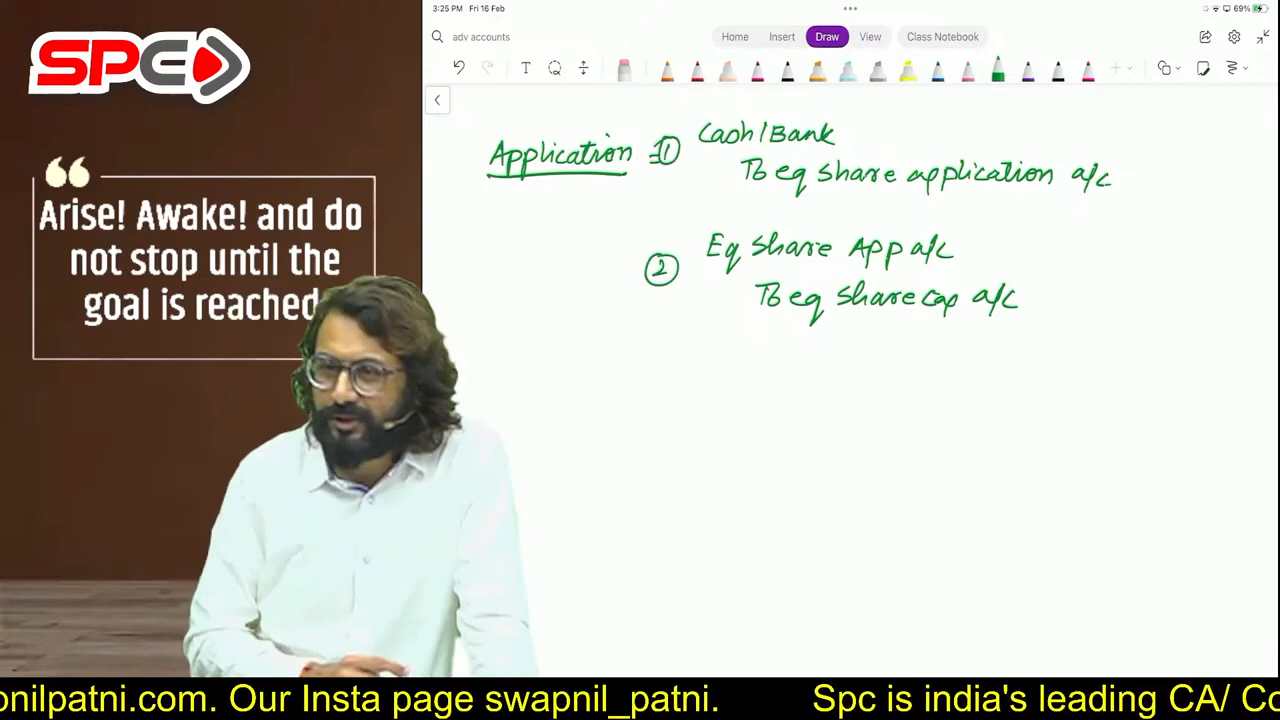 3:25 PM Fri 16 Feb
69%
adv accounts
Home Insert Draw View Class Notebook
SPC
Arise! Awake! and do
not stop until the
goal is reached
Application :- ① Cash/Bank
To eq share application a/c
② Eq share App a/c
To eq share cap a/c
onilpatni.com. Our Insta page swapnil_patni. Spc is india's leading CA/ Co